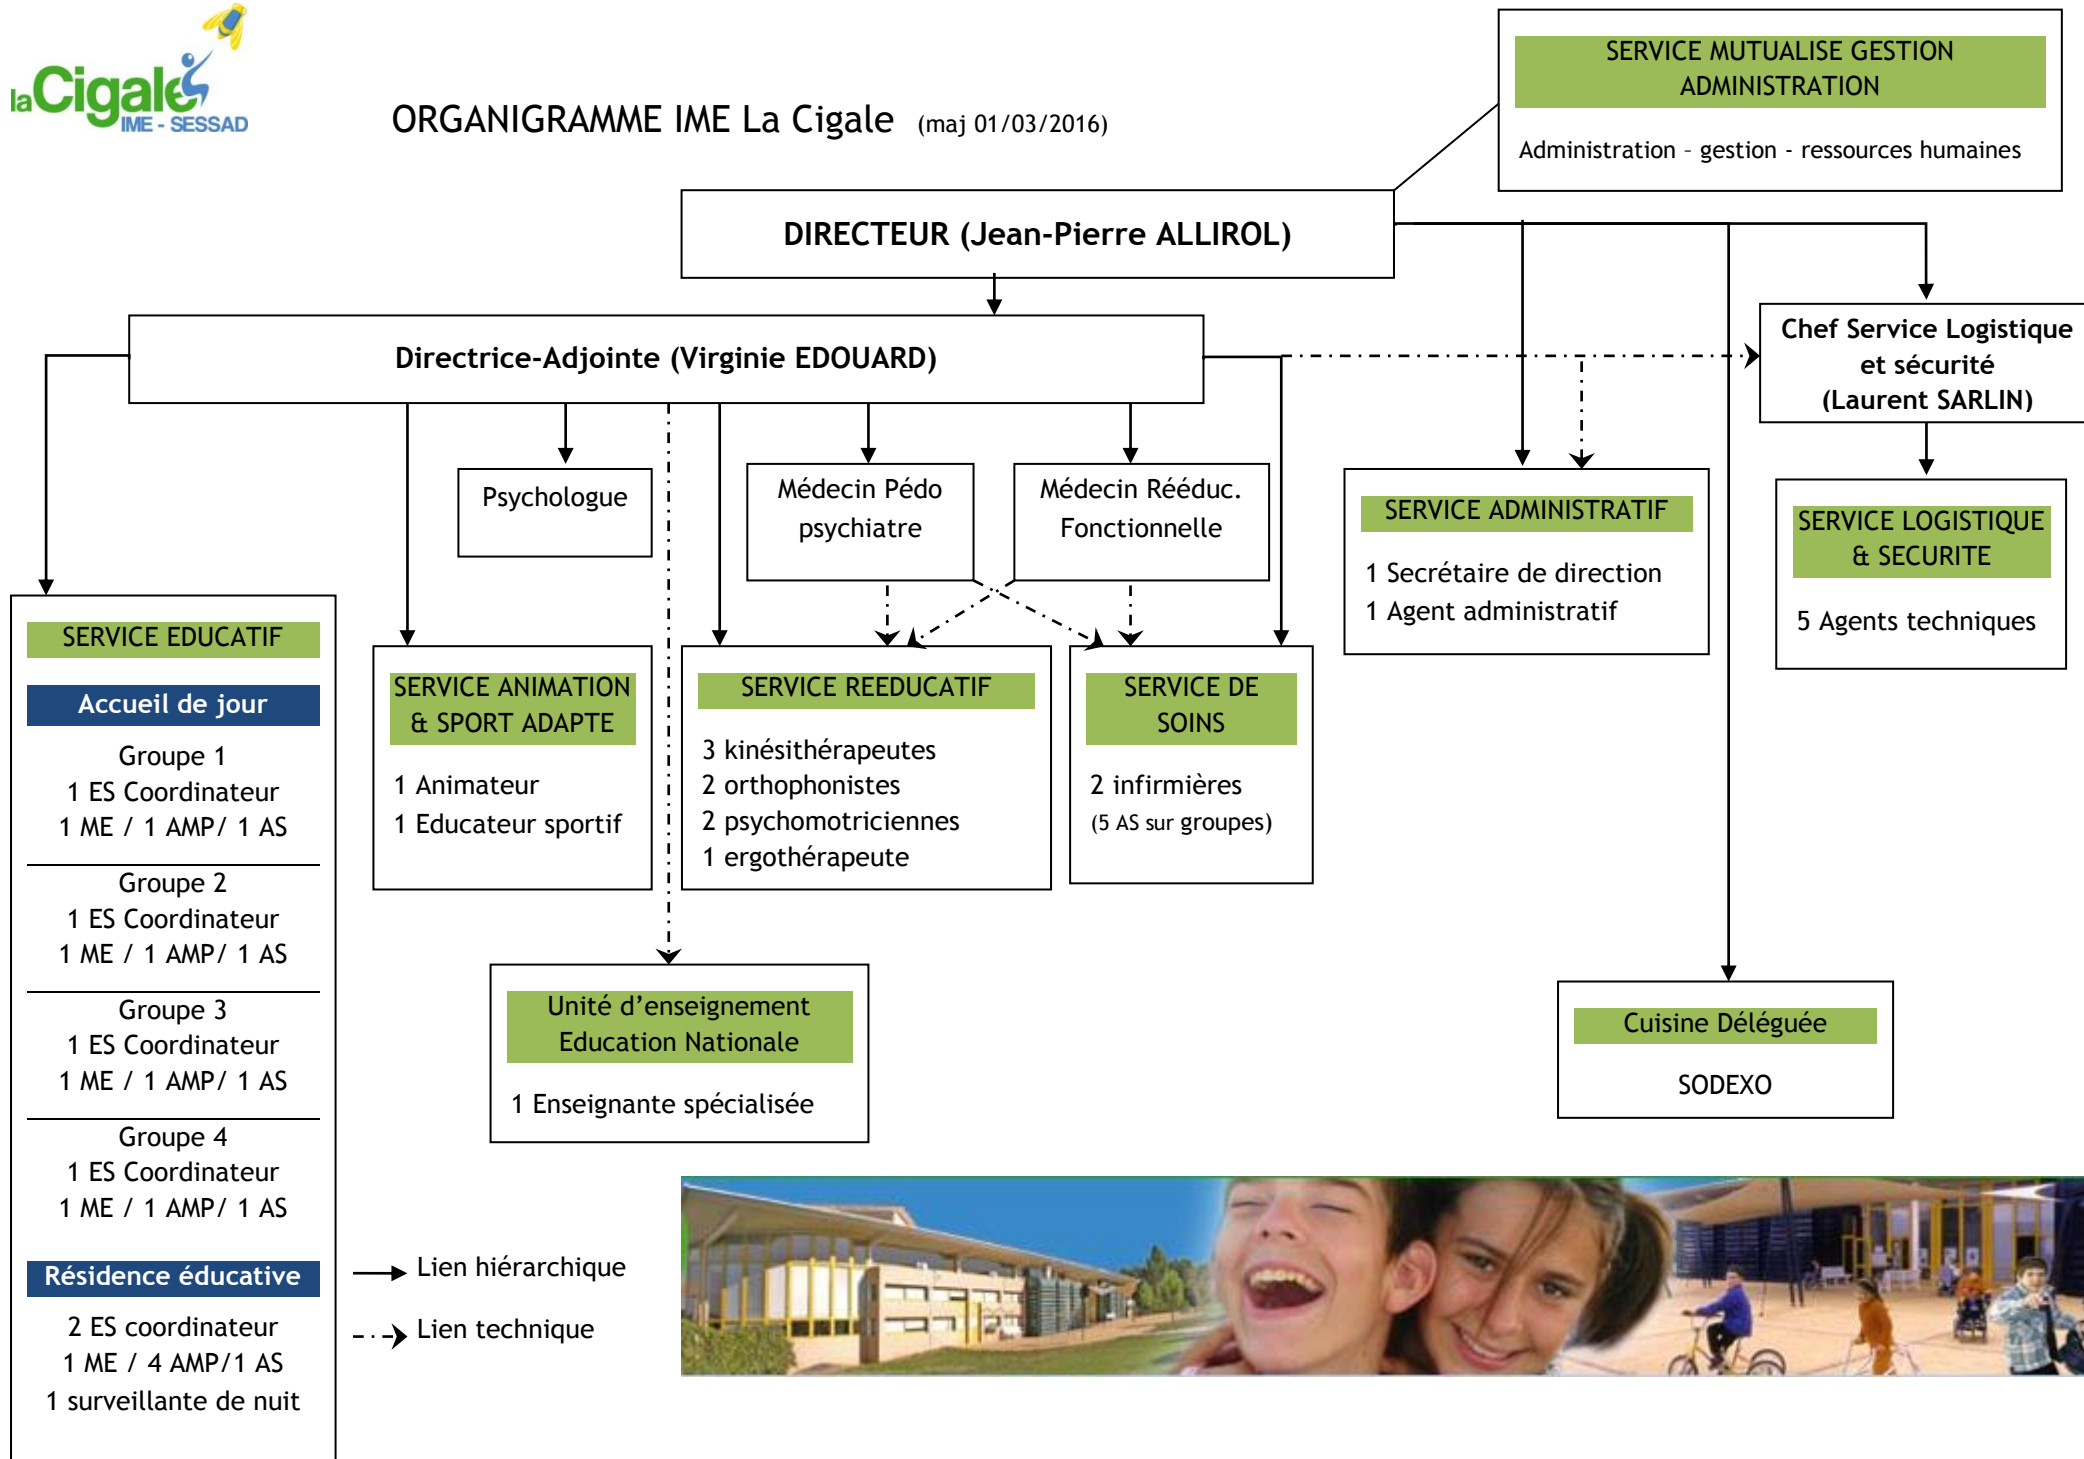 la Cigale
IME - SESSAD
ORGANIGRAMME IME La Cigale (maj 01/03/2016)
SERVICE MUTUALISE GESTION
ADMINISTRATION
Administration – gestion - ressources humaines
DIRECTEUR (Jean-Pierre ALLIROL)
Directrice-Adjointe (Virginie EDOUARD)
Chef Service Logistique
et sécurité
(Laurent SARLIN)
Psychologue
Médecin Pédo
psychiatre
Médecin Rééduc.
Fonctionnelle
SERVICE ADMINISTRATIF
1 Secrétaire de direction
1 Agent administratif
SERVICE LOGISTIQUE
& SECURITE
5 Agents techniques
SERVICE EDUCATIF
Accueil de jour
Groupe 1
1 ES Coordinateur
1 ME / 1 AMP/ 1 AS
Groupe 2
1 ES Coordinateur
1 ME / 1 AMP/ 1 AS
Groupe 3
1 ES Coordinateur
1 ME / 1 AMP/ 1 AS
Groupe 4
1 ES Coordinateur
1 ME / 1 AMP/ 1 AS
Résidence éducative
2 ES coordinateur
1 ME / 4 AMP/1 AS
1 surveillante de nuit
SERVICE ANIMATION
& SPORT ADAPTE
1 Animateur
1 Educateur sportif
SERVICE REEDUCATIF
3 kinésithérapeutes
2 orthophonistes
2 psychomotriciennes
1 ergothérapeute
SERVICE DE
SOINS
2 infirmières
(5 AS sur groupes)
Unité d’enseignement
Education Nationale
1 Enseignante spécialisée
Cuisine Déléguée
SODEXO
Lien hiérarchique
Lien technique